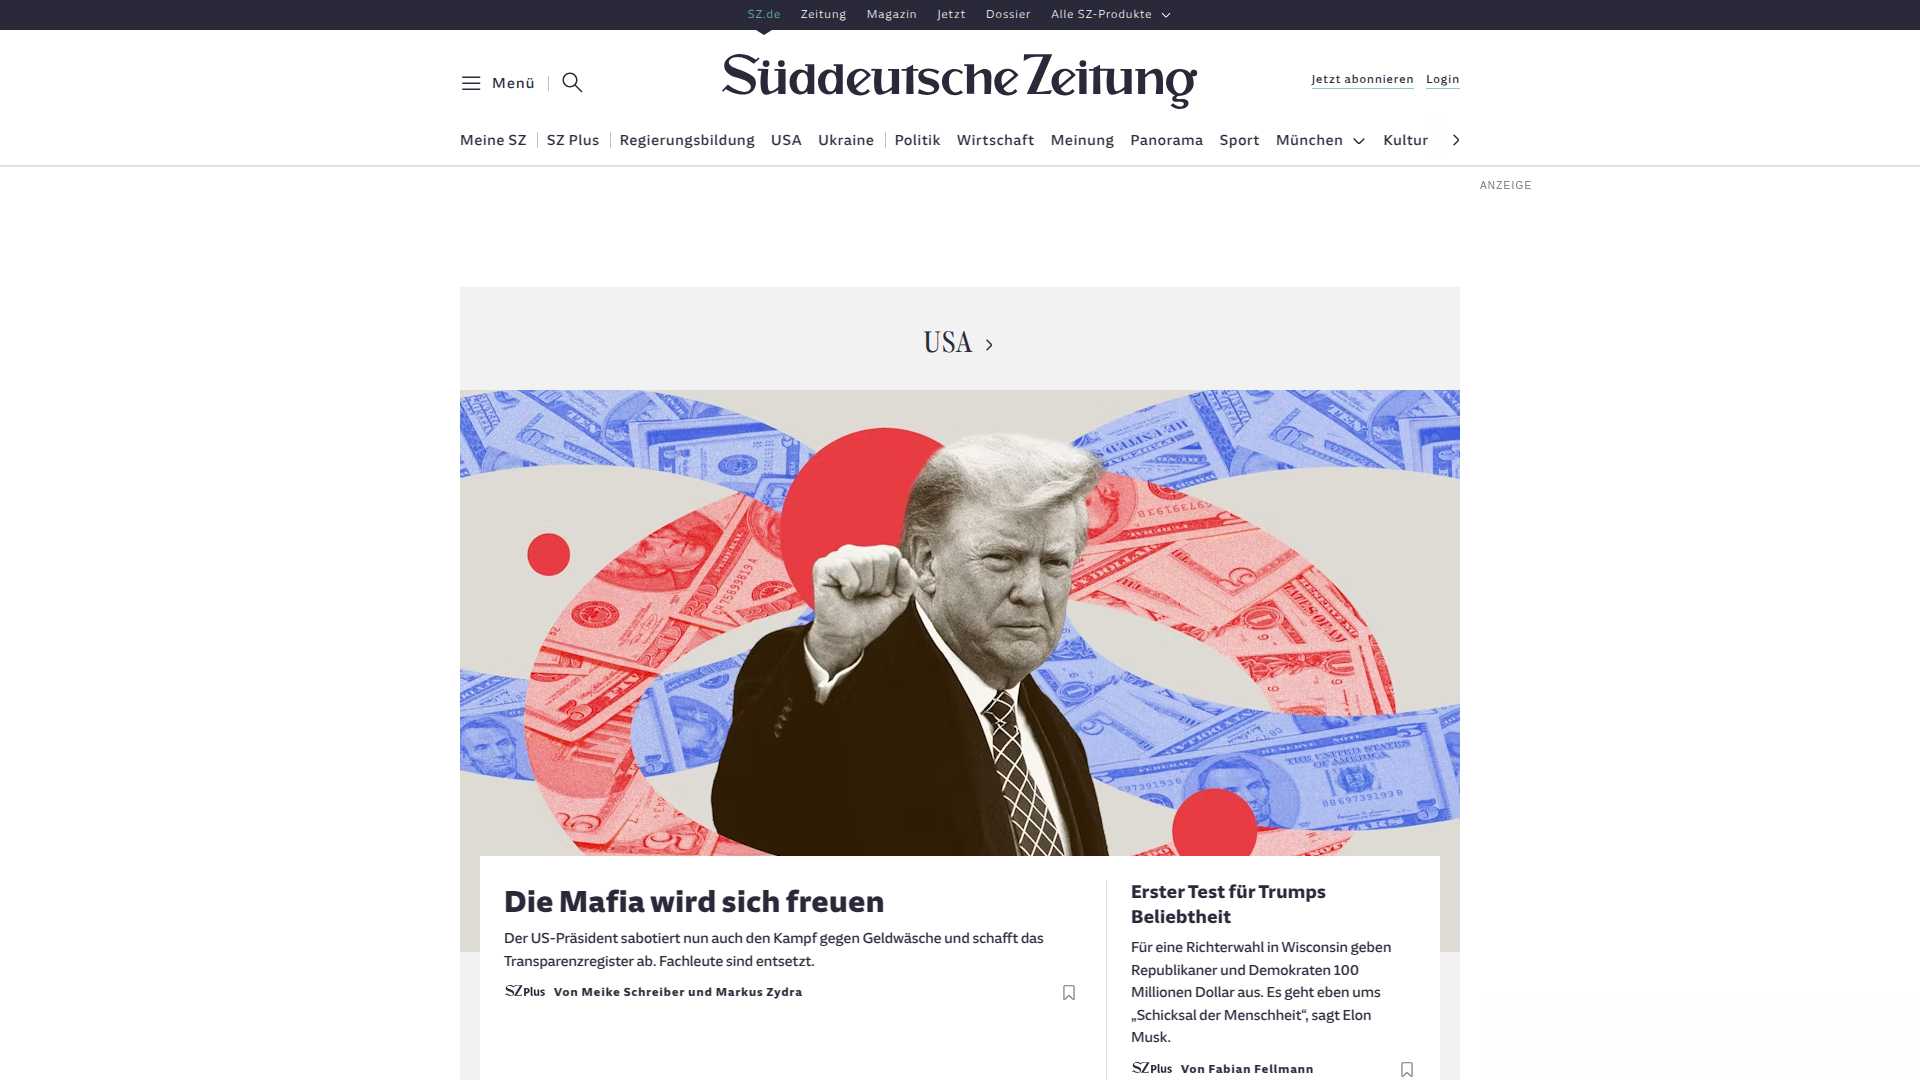 SZ.de Zeitung Magazin Jetzt Dossier Alle SZ-Produkte
Menü
Süddeutsche Zeitung
Jetzt abonnieren Login
Meine SZ SZ Plus Regierungsbildung USA Ukraine Politik Wirtschaft Meinung Panorama Sport München Kultur
ANZEIGE
USA
Die Mafia wird sich freuen
Der US-Präsident sabotiert nun auch den Kampf gegen Geldwäsche und schafft das
Transparenzregister ab. Fachleute sind entsetzt.
SZ Plus Von Meike Schreiber und Markus Zydra
Erster Test für Trumps
Beliebtheit
Für eine Richterwahl in Wisconsin geben
Republikaner und Demokraten 100
Millionen Dollar aus. Es geht eben ums
„Schicksal der Menschheit“, sagt Elon
Musk.
SZ Plus Von Fabian Fellmann